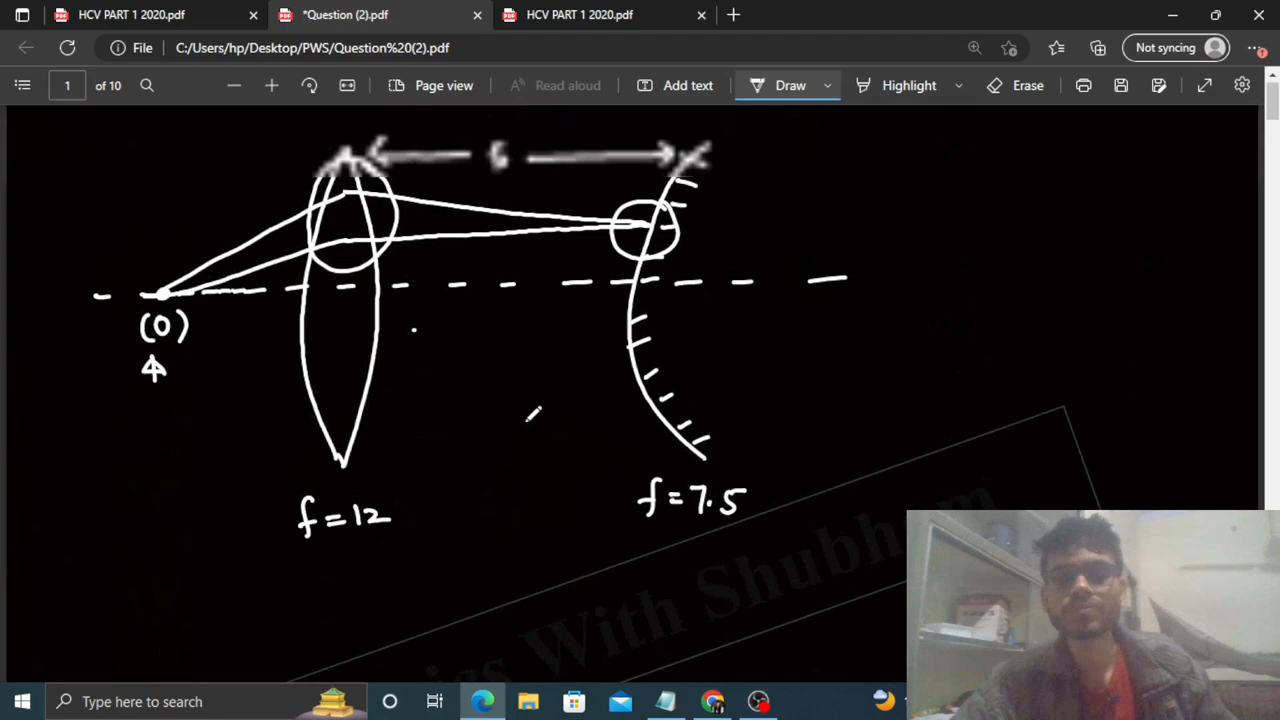 HCV PART 1 2020.pdf
*Question (2).pdf
HCV PART 1 2020.pdf
File
C:/Users/hp/Desktop/PWS/Question%20(2).pdf
Not syncing
1 of 10
Page view
Read aloud
Add text
Draw
Highlight
Erase
(O)
f=12
f=7.5
With Shubh
Type here to search